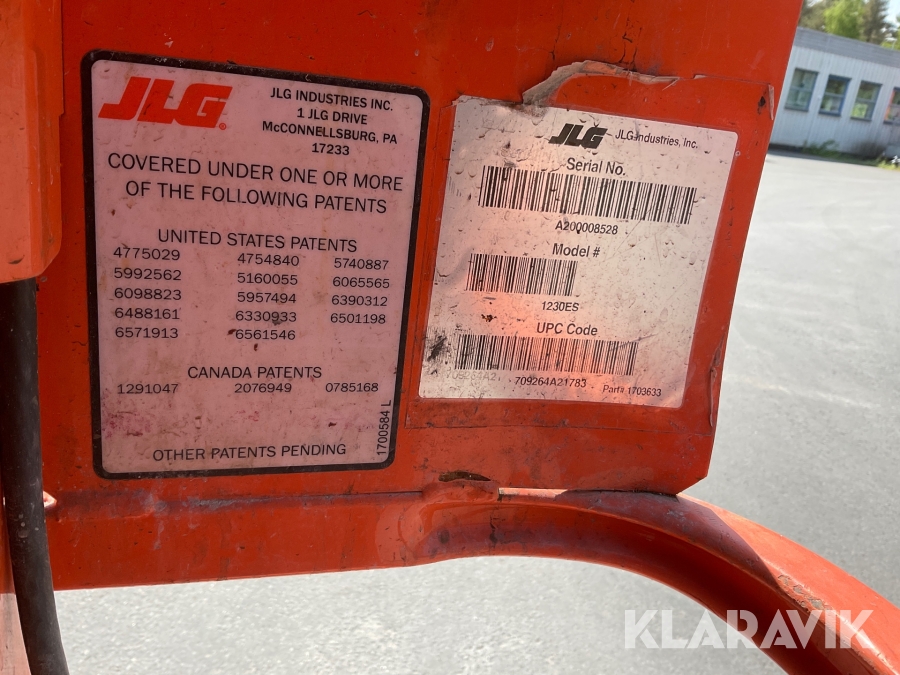 JLG
JLG INDUSTRIES INC.
1 JLG DRIVE
McCONNELLSBURG, PA
17233
COVERED UNDER ONE OR MORE
OF THE FOLLOWING PATENTS
UNITED STATES PATENTS
4775029 4754840 5740887
5992562 5160055 6065565
6098823 5957494 6390312
6488161 6330933 6501198
6571913 6561546
CANADA PATENTS
1291047 2076949 0785168
OTHER PATENTS PENDING
1700584 L
JLG JLG Industries, Inc.
Serial No.
A200008528
Model #
1230ES
UPC Code
709264A21783
Part# 1703633
KLARAVIK